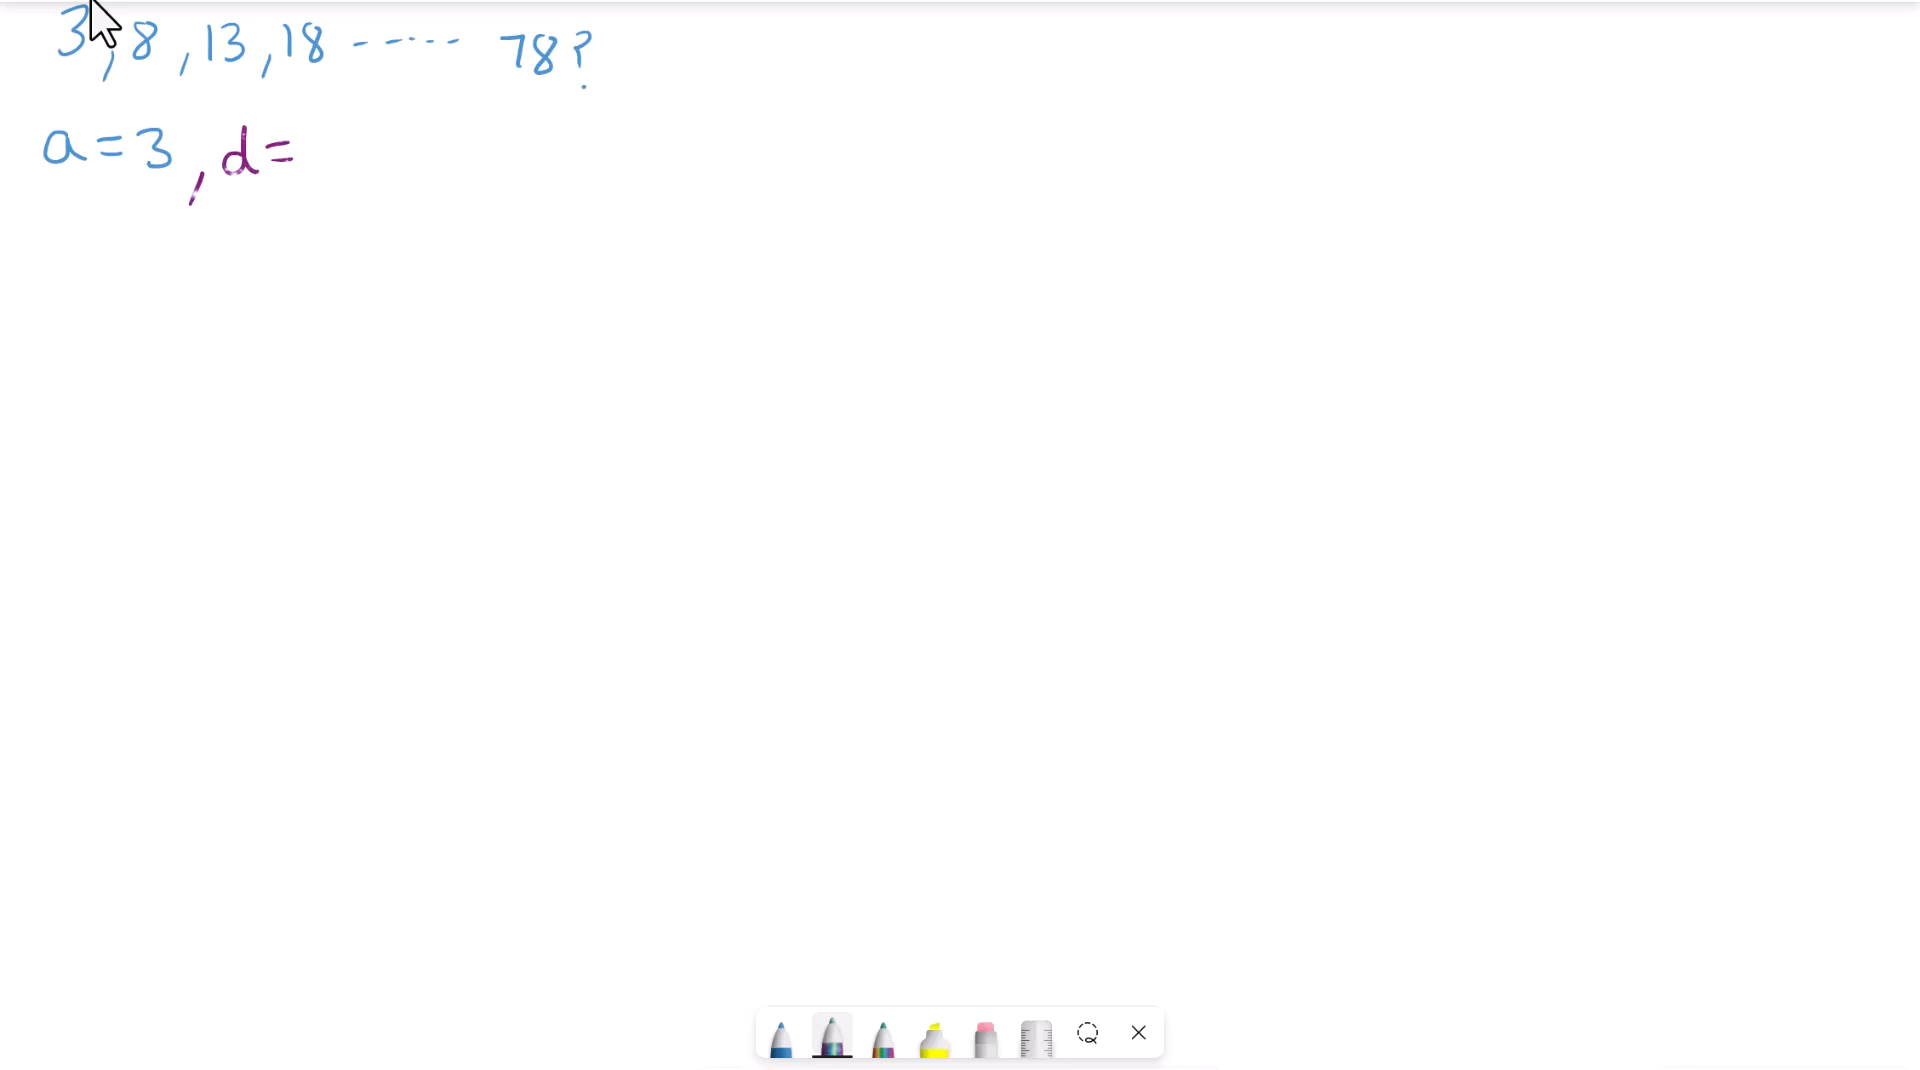 3, 8, 13, 18 ----- 78?
a = 3, d =